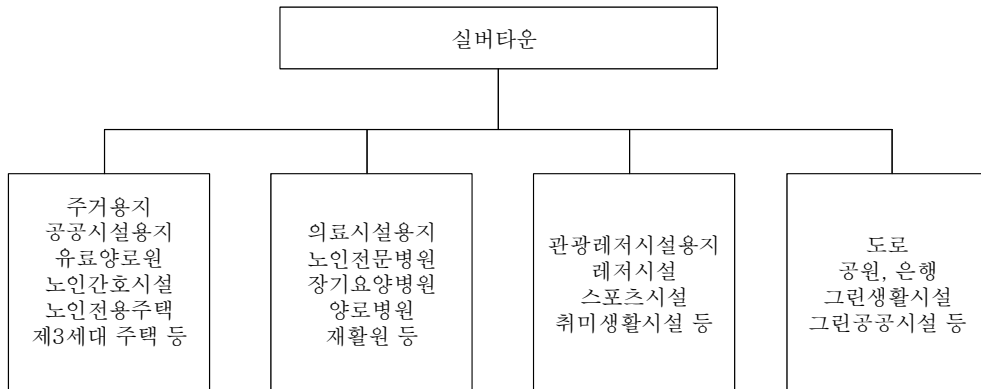 실버타운
주거용지
공공시설용지
유료양로원
노인간호시설
노인전용주택
제3세대 주택 등
의료시설용지
노인전문병원
장기요양병원
양로병원
재활원 등
관광레저시설용지
레저시설
스포츠시설
취미생활시설 등
도로
공원, 은행
그린생활시설
그린공공시설 등